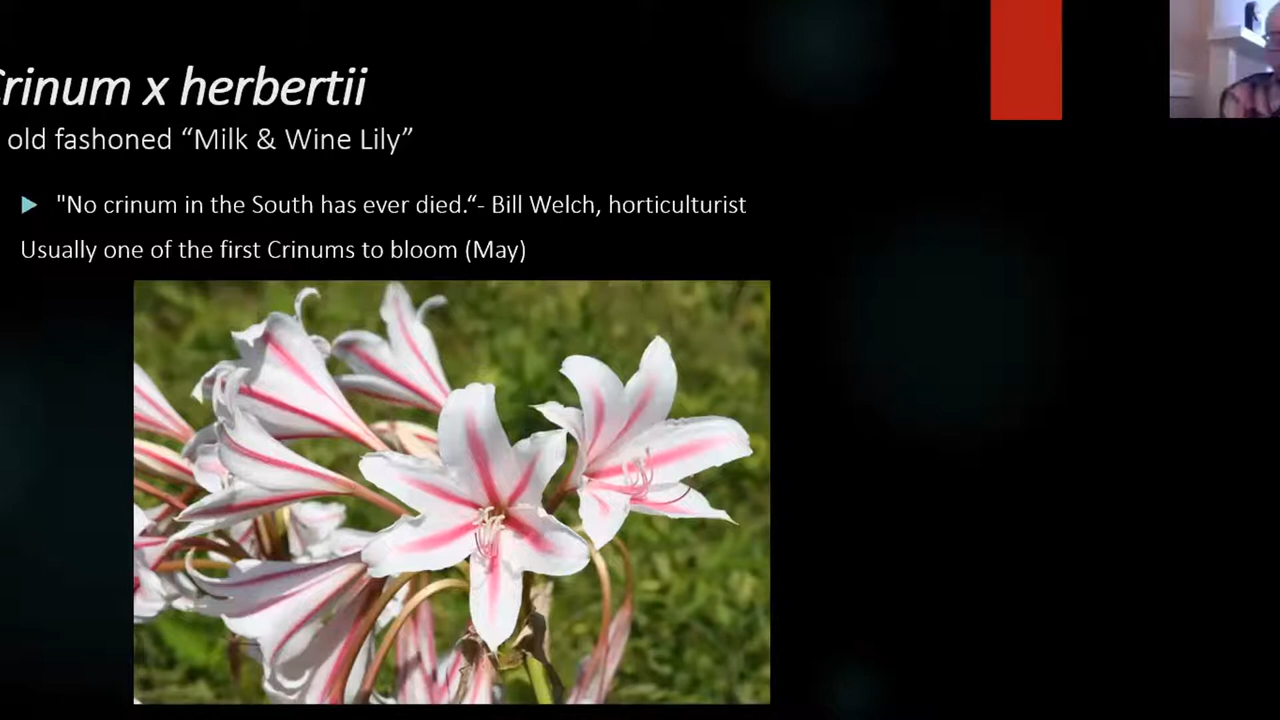 rinum x herbertii
old fashoned “Milk & Wine Lily”
"No crinum in the South has ever died.“- Bill Welch, horticulturist
Usually one of the first Crinums to bloom (May)